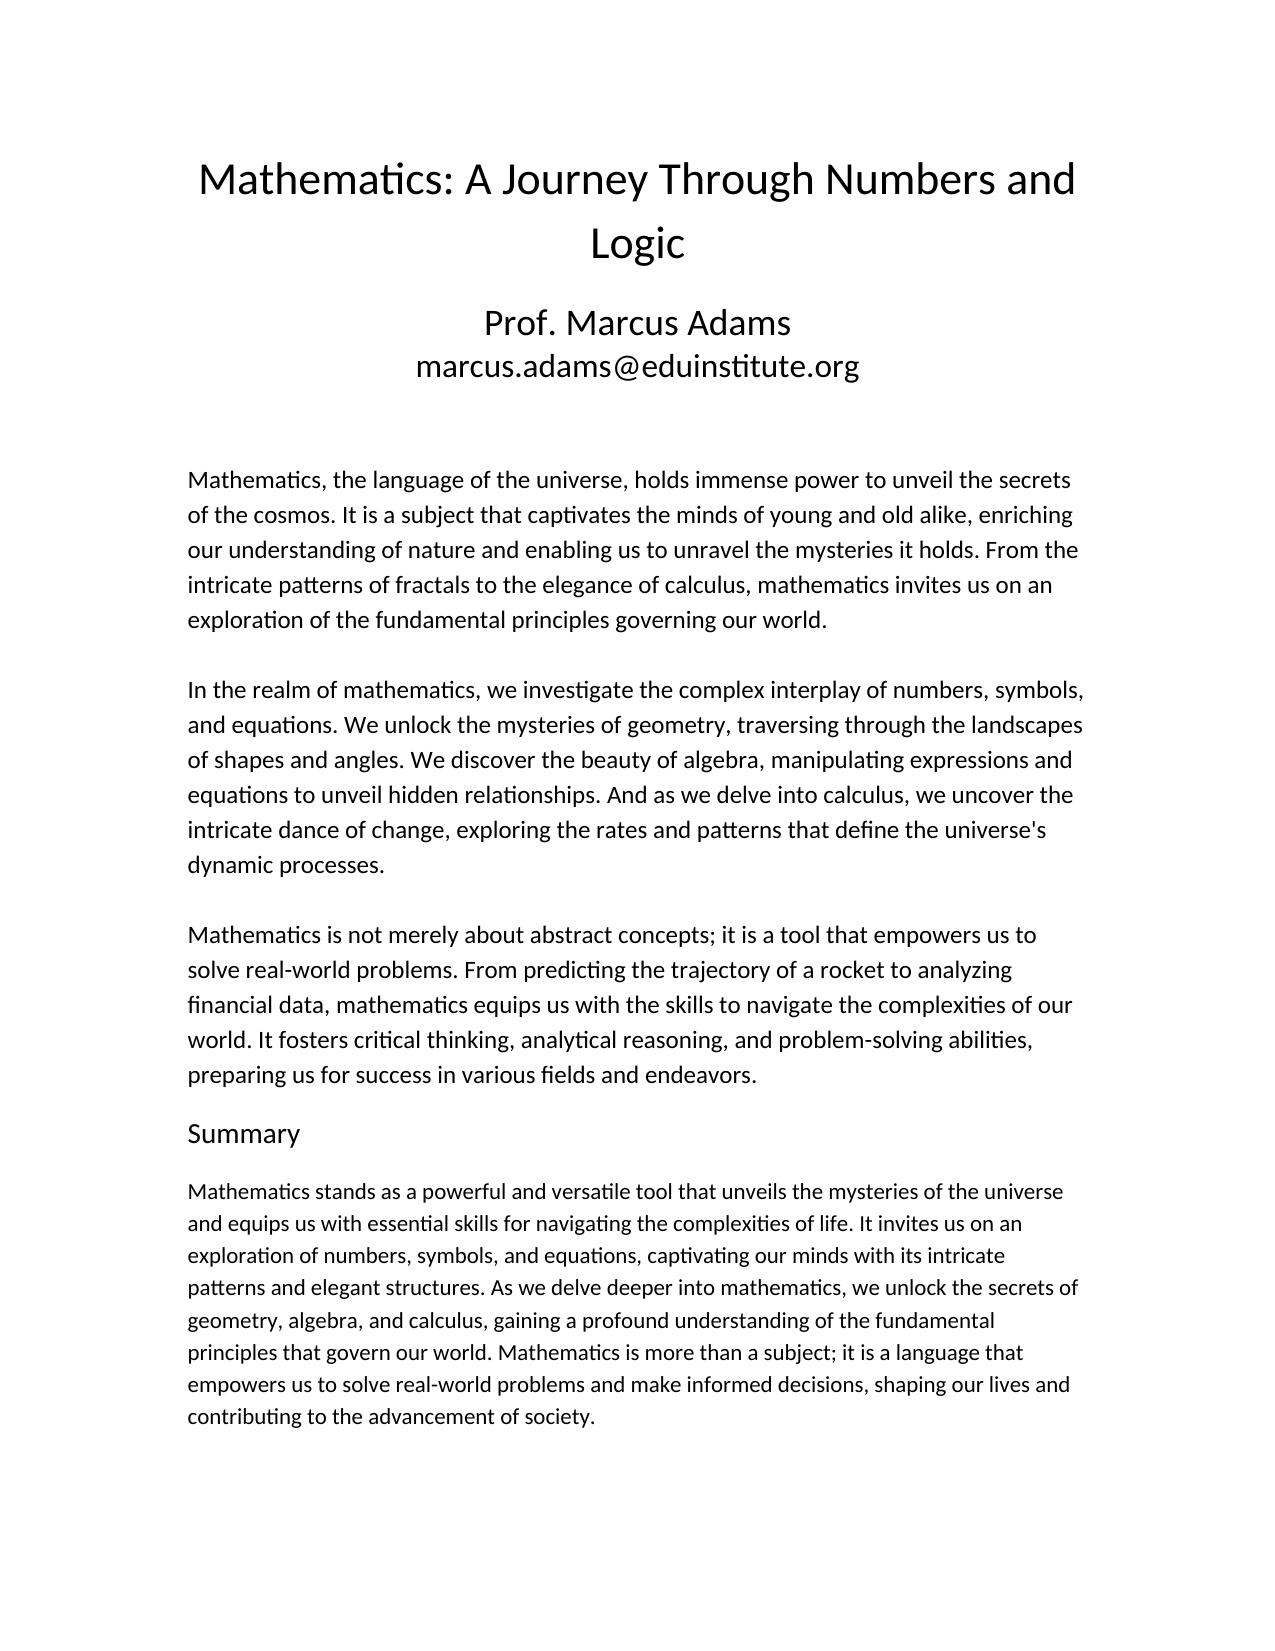 Mathematics: A Journey Through Numbers and
Logic
Prof. Marcus Adams
marcus.adams@eduinstitute.org
Mathematics, the language of the universe, holds immense power to unveil the secrets
of the cosmos. It is a subject that captivates the minds of young and old alike, enriching
our understanding of nature and enabling us to unravel the mysteries it holds. From the
intricate patterns of fractals to the elegance of calculus, mathematics invites us on an
exploration of the fundamental principles governing our world.
In the realm of mathematics, we investigate the complex interplay of numbers, symbols,
and equations. We unlock the mysteries of geometry, traversing through the landscapes
of shapes and angles. We discover the beauty of algebra, manipulating expressions and
equations to unveil hidden relationships. And as we delve into calculus, we uncover the
intricate dance of change, exploring the rates and patterns that define the universe's
dynamic processes.
Mathematics is not merely about abstract concepts; it is a tool that empowers us to
solve real-world problems. From predicting the trajectory of a rocket to analyzing
financial data, mathematics equips us with the skills to navigate the complexities of our
world. It fosters critical thinking, analytical reasoning, and problem-solving abilities,
preparing us for success in various fields and endeavors.
Summary
Mathematics stands as a powerful and versatile tool that unveils the mysteries of the universe
and equips us with essential skills for navigating the complexities of life. It invites us on an
exploration of numbers, symbols, and equations, captivating our minds with its intricate
patterns and elegant structures. As we delve deeper into mathematics, we unlock the secrets of
geometry, algebra, and calculus, gaining a profound understanding of the fundamental
principles that govern our world. Mathematics is more than a subject; it is a language that
empowers us to solve real-world problems and make informed decisions, shaping our lives and
contributing to the advancement of society.